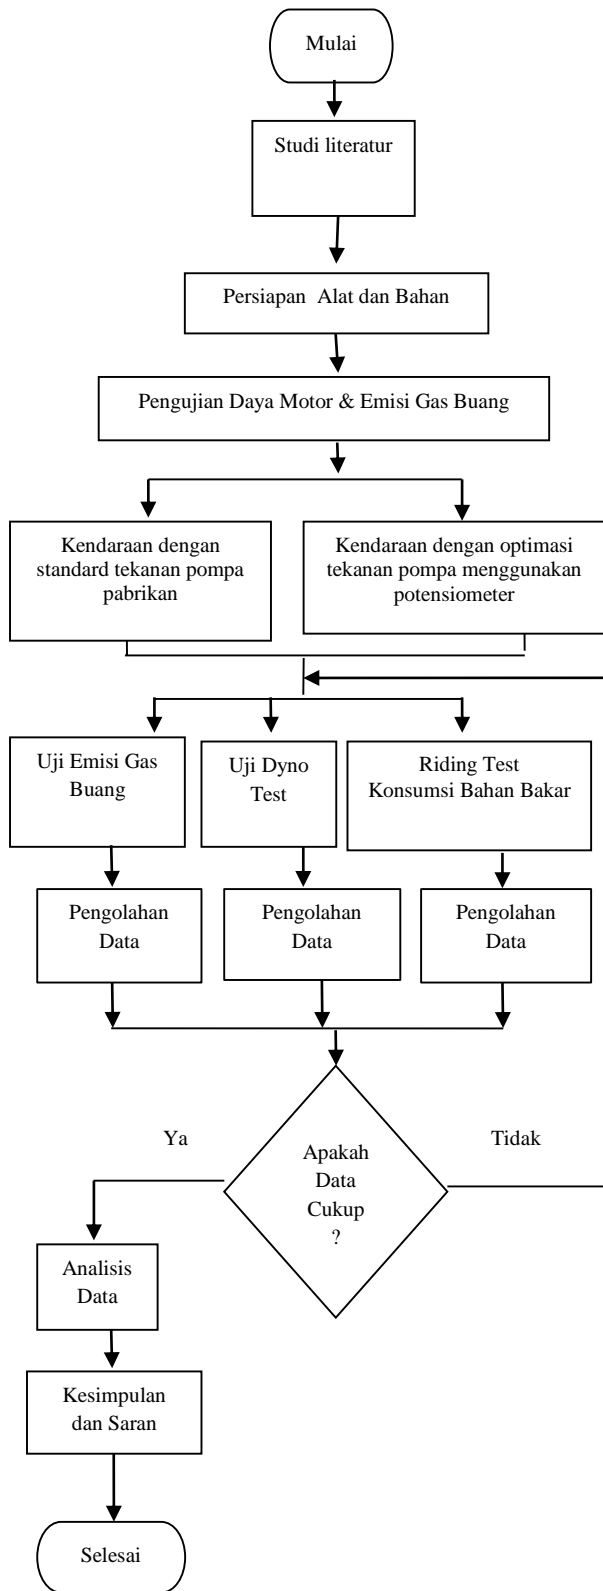 Mulai
Studi literatur
Persiapan Alat dan Bahan
Pengujian Daya Motor & Emisi Gas Buang
Kendaraan dengan
standard tekanan pompa
pabrikan
Kendaraan dengan optimasi
tekanan pompa menggunakan
potensiometer
Uji Emisi Gas
Buang
Uji Dyno
Test
Riding Test
Konsumsi Bahan Bakar
Pengolahan
Data
Pengolahan
Data
Pengolahan
Data
Ya
Apakah
Data
Cukup
?
Tidak
Analisis
Data
Kesimpulan
dan Saran
Selesai